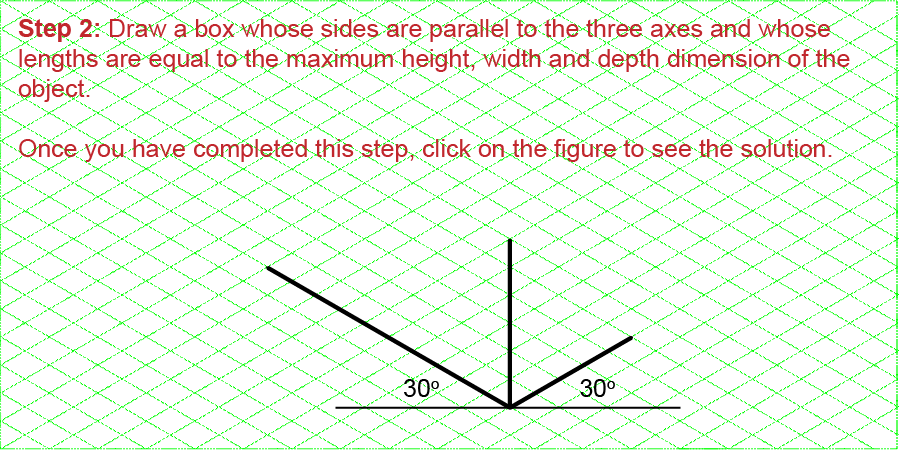 Step 2: Draw a box whose sides are parallel to the three axes and whose
lengths are equal to the maximum height, width and depth dimension of the
object.
Once you have completed this step, click on the figure to see the solution.
30º 30º